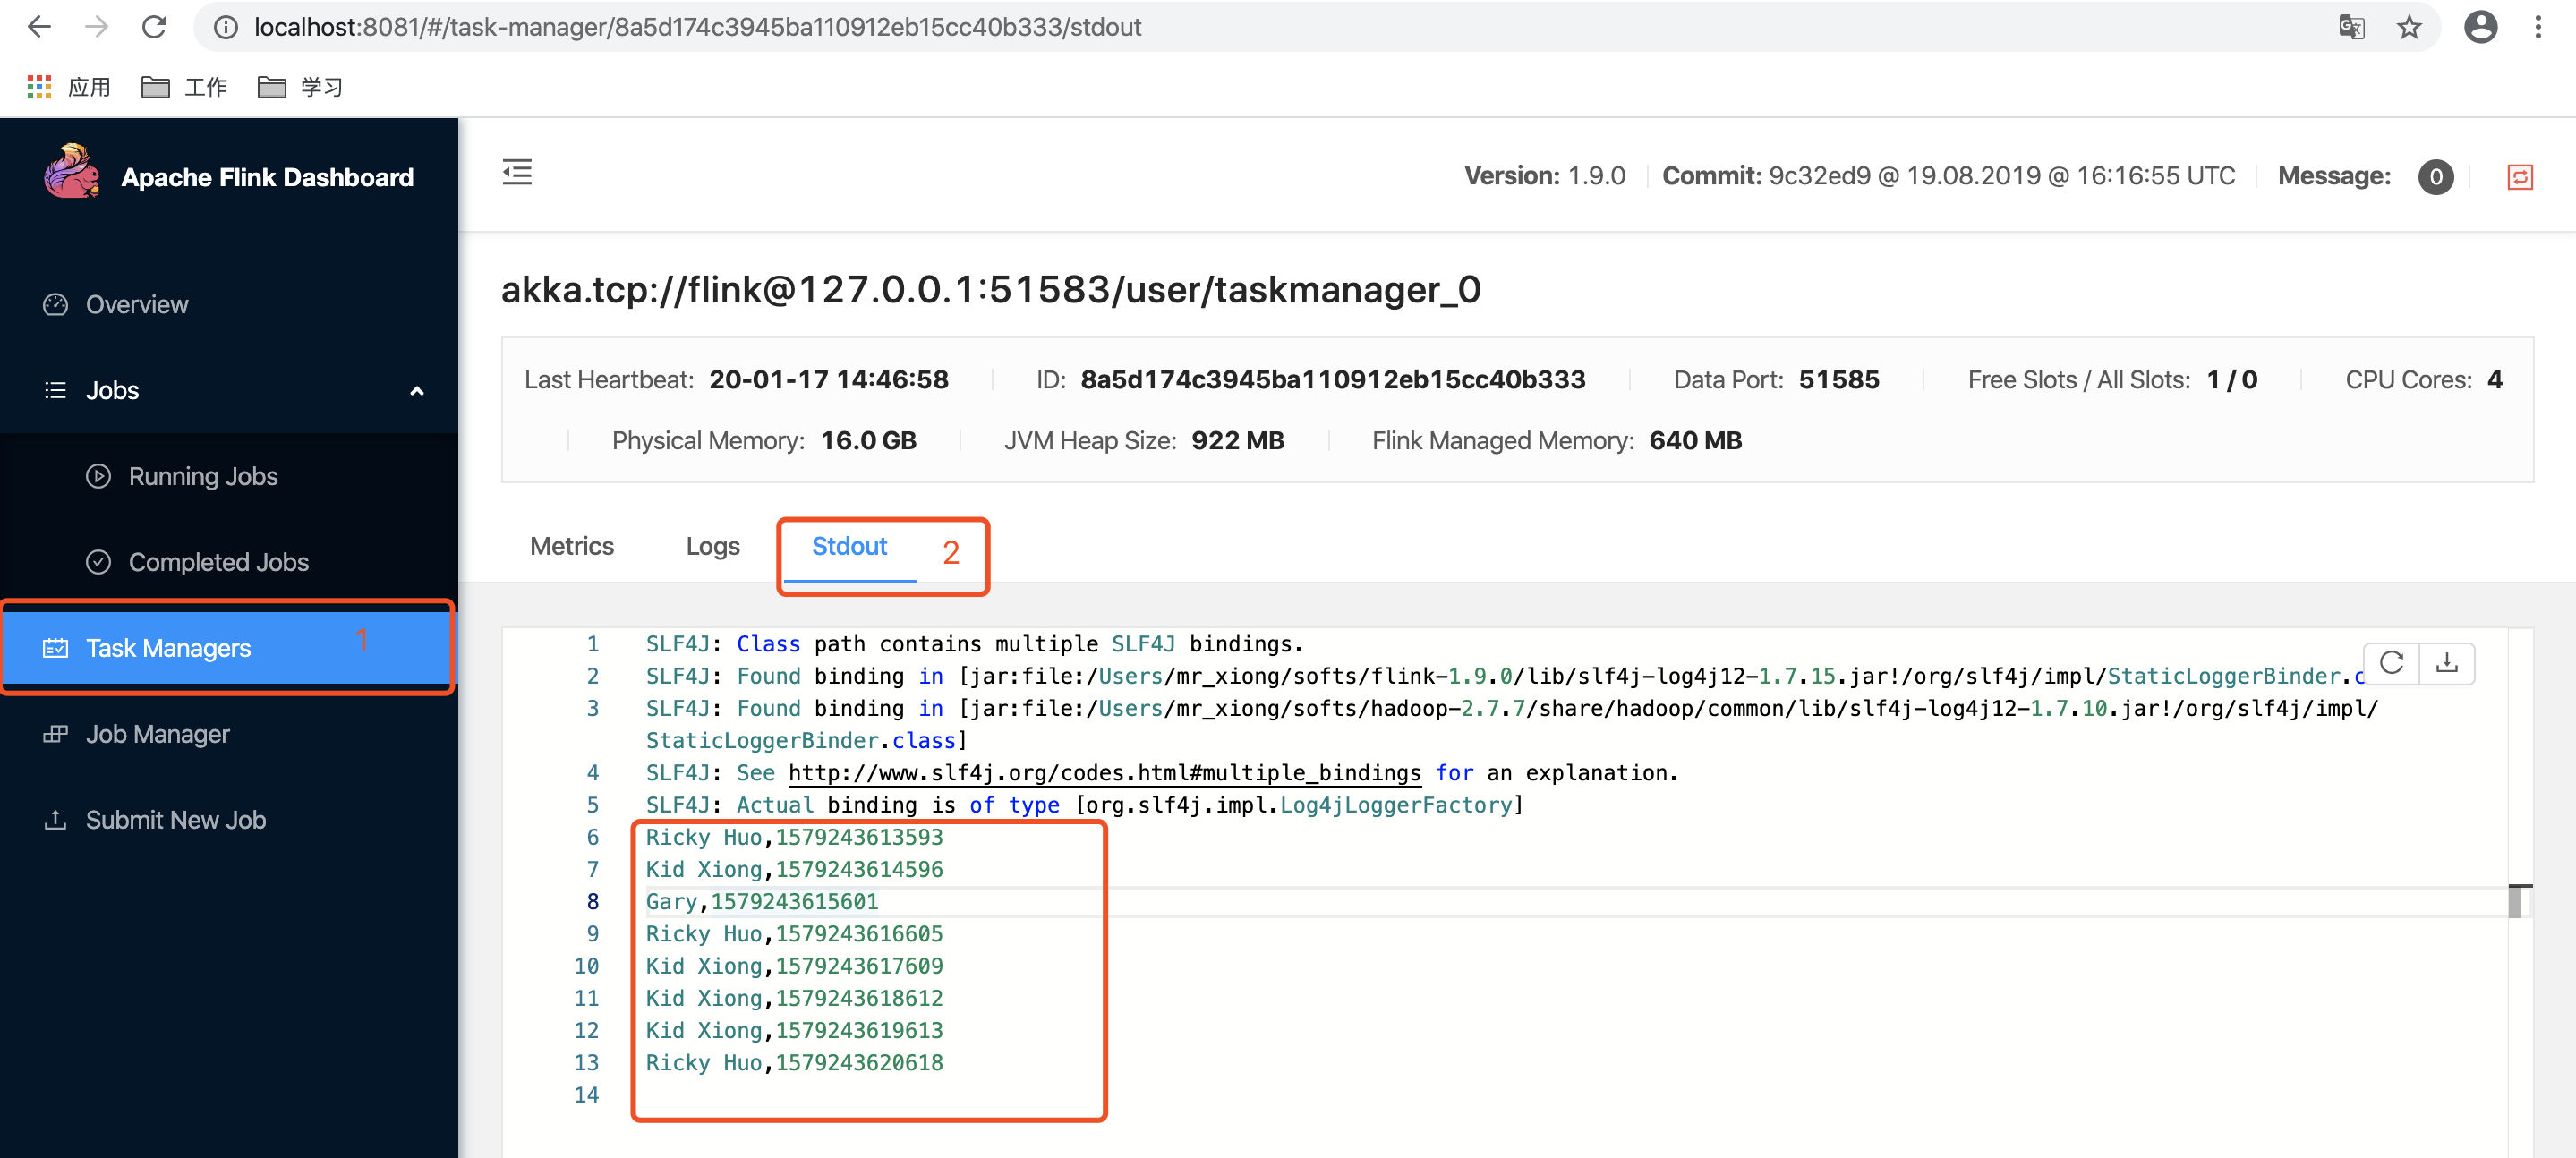 localhost:8081/#/task-manager/8a5d174c3945ba110912eb15cc40b333/stdout
应用 工作 学习
Apache Flink Dashboard
Version: 1.9.0 Commit: 9c32ed9 @ 19.08.2019 @ 16:16:55 UTC Message: 0
Overview
Jobs
Running Jobs
Completed Jobs
Task Managers 1
Job Manager
Submit New Job
akka.tcp://flink@127.0.0.1:51583/user/taskmanager_0
Last Heartbeat: 20-01-17 14:46:58 ID: 8a5d174c3945ba110912eb15cc40b333 Data Port: 51585 Free Slots / All Slots: 1 / 0 CPU Cores: 4
Physical Memory: 16.0 GB JVM Heap Size: 922 MB Flink Managed Memory: 640 MB
Metrics Logs Stdout 2
1 SLF4J: Class path contains multiple SLF4J bindings.
2 SLF4J: Found binding in [jar:file:/Users/mr_xiong/softs/flink-1.9.0/lib/slf4j-log4j12-1.7.15.jar!/org/slf4j/impl/StaticLoggerBinder.c
3 SLF4J: Found binding in [jar:file:/Users/mr_xiong/softs/hadoop-2.7.7/share/hadoop/common/lib/slf4j-log4j12-1.7.10.jar!/org/slf4j/impl/
StaticLoggerBinder.class]
4 SLF4J: See http://www.slf4j.org/codes.html#multiple_bindings for an explanation.
5 SLF4J: Actual binding is of type [org.slf4j.impl.Log4jLoggerFactory]
6 Ricky Huo,1579243613593
7 Kid Xiong,1579243614596
8 Gary,1579243615601
9 Ricky Huo,1579243616605
10 Kid Xiong,1579243617609
11 Kid Xiong,1579243618612
12 Kid Xiong,1579243619613
13 Ricky Huo,1579243620618
14